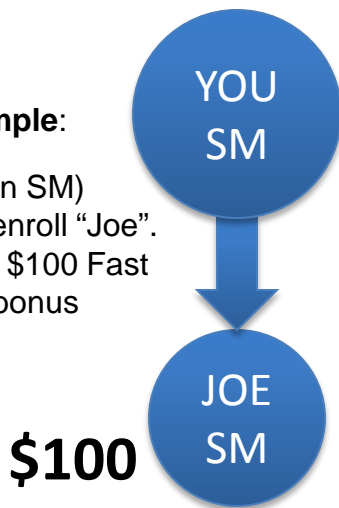 YOU
SM
mple:
n SM)
enroll “Joe”.
$100 Fast
bonus
JOE
SM
$100